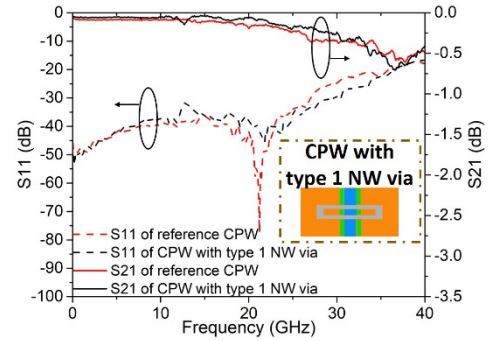 S11 (dB)
0
-10
-20
-30
-40
-50
-60
-70
-80
-90
-100
0.0
-0.5
-1.0
-1.5
-2.0
-2.5
-3.0
-3.5
S21 (dB)
CPW with
type 1 NW via
S11 of reference CPW
S11 of CPW with type 1 NW via
S21 of reference CPW
S21 of CPW with type 1 NW via
0 10 20 30 40
Frequency (GHz)